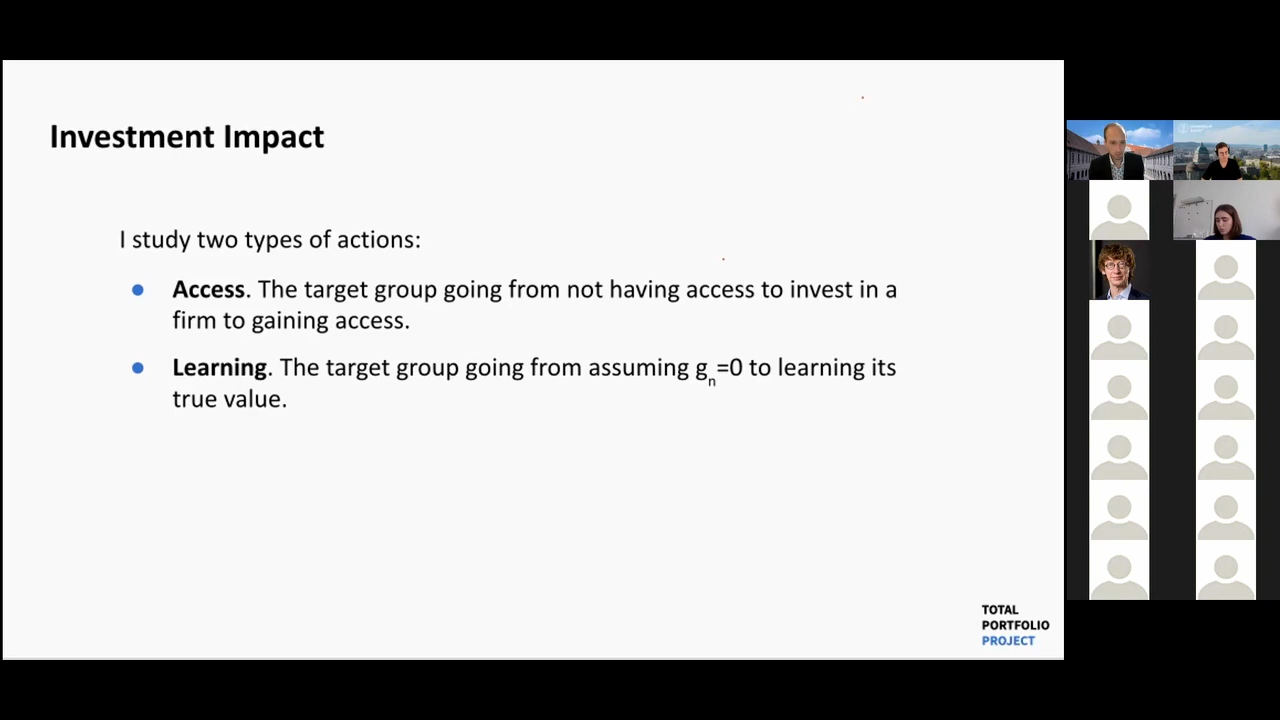 Investment Impact
I study two types of actions:
● Access. The target group going from not having access to invest in a
firm to gaining access.
● Learning. The target group going from assuming gₙ=0 to learning its
true value.
TOTAL
PORTFOLIO
PROJECT